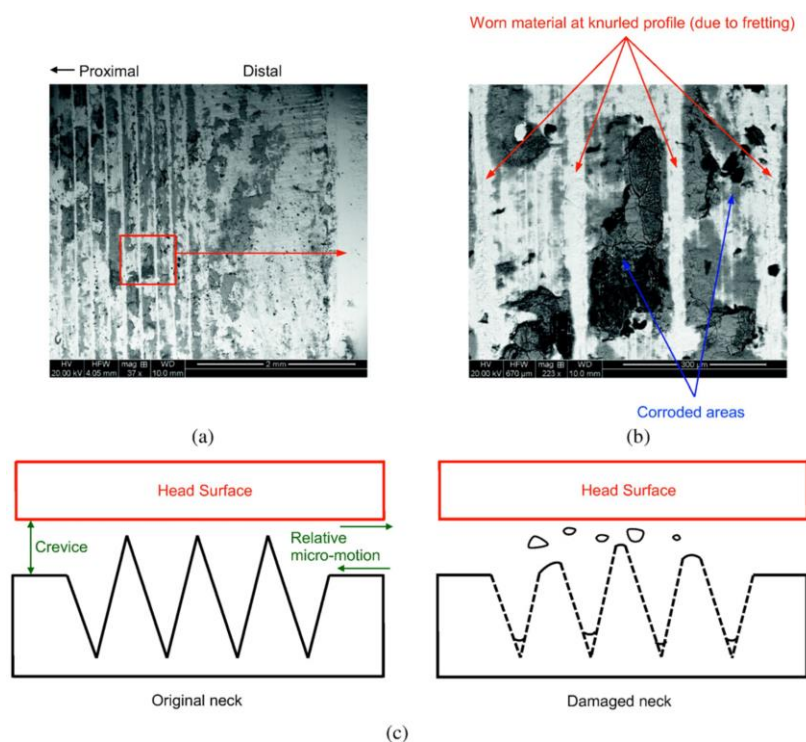 Worn material at knurled profile (due to fretting)
Proximal Distal
HV HFW mag WD
20.00 kV 4.05 mm 37 x 10.0 mm 2 mm
HV HFW mag WD
20.00 kV 670 µm 223 x 10.0 mm 300 µm
Corroded areas
(a) (b)
Head Surface
Head Surface
Crevice
Relative
micro-motion
Original neck
Damaged neck
(c)